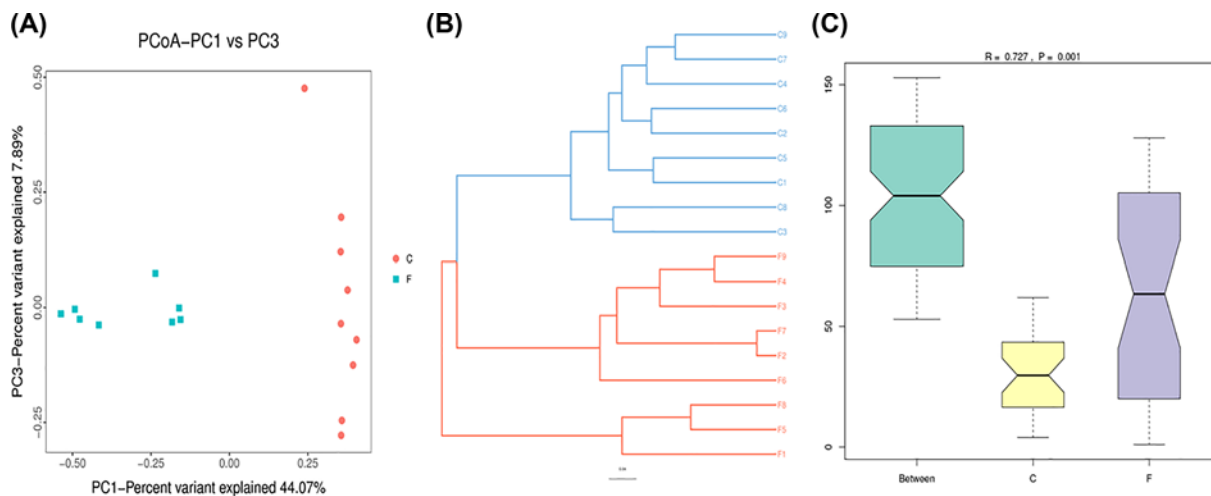 (A)
PCoA-PC1 vs PC3
0.50
0.25
0.00
-0.25
PC3-Percent variant explained 7.89%
-0.50
-0.25
0.00
0.25
PC1-Percent variant explained 44.07%
C
F
(B)
C9
C7
C4
C6
C2
C5
C1
C8
C3
F9
F4
F3
F7
F2
F6
F8
F5
F1
(C)
R = 0.727 , P = 0.001
150
100
50
0
Between
C
F